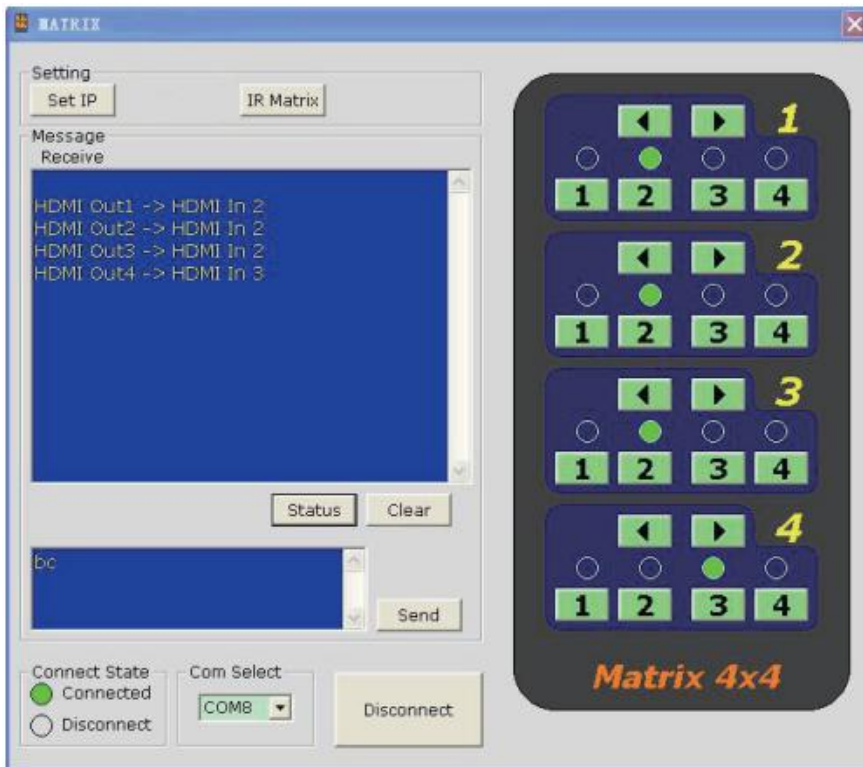 MATRIX
Setting
Set IP
IR Matrix
Message
Receive
HDMI Out1 -> HDMI In 2
HDMI Out2 -> HDMI In 2
HDMI Out3 -> HDMI In 2
HDMI Out4 -> HDMI In 3
Status
Clear
bc
Send
Connect State
Connected
Disconnect
Com Select
COM8
Disconnect
1
1 2 3 4
2
1 2 3 4
3
1 2 3 4
4
1 2 3 4
Matrix 4x4